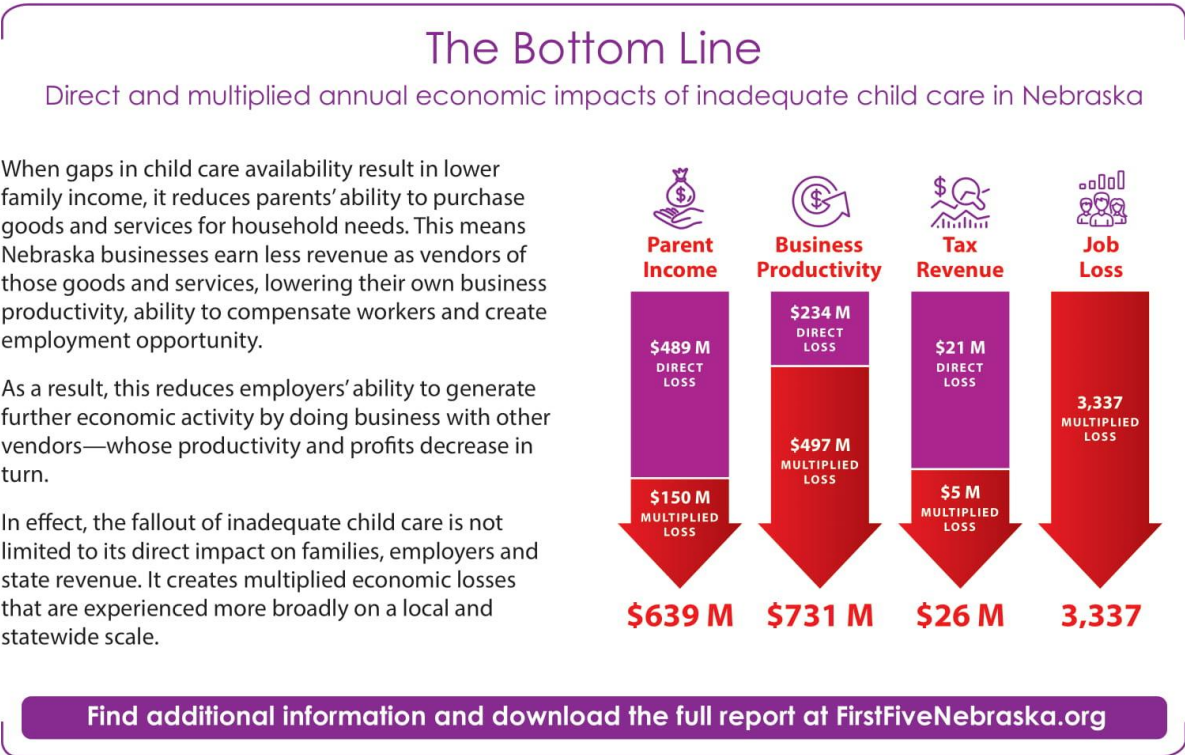 The Bottom Line
Direct and multiplied annual economic impacts of inadequate child care in Nebraska
When gaps in child care availability result in lower
family income, it reduces parents’ ability to purchase
goods and services for household needs. This means
Nebraska businesses earn less revenue as vendors of
those goods and services, lowering their own business
productivity, ability to compensate workers and create
employment opportunity.
As a result, this reduces employers’ ability to generate
further economic activity by doing business with other
vendors—whose productivity and profits decrease in
turn.
In effect, the fallout of inadequate child care is not
limited to its direct impact on families, employers and
state revenue. It creates multiplied economic losses
that are experienced more broadly on a local and
statewide scale.
Parent
Income
$489 M
DIRECT
LOSS
$150 M
MULTIPLIED
LOSS
$639 M
Business
Productivity
$234 M
DIRECT
LOSS
$497 M
MULTIPLIED
LOSS
$731 M
Tax
Revenue
$21 M
DIRECT
LOSS
$5 M
MULTIPLIED
LOSS
$26 M
Job
Loss
3,337
MULTIPLIED
LOSS
3,337
Find additional information and download the full report at FirstFiveNebraska.org